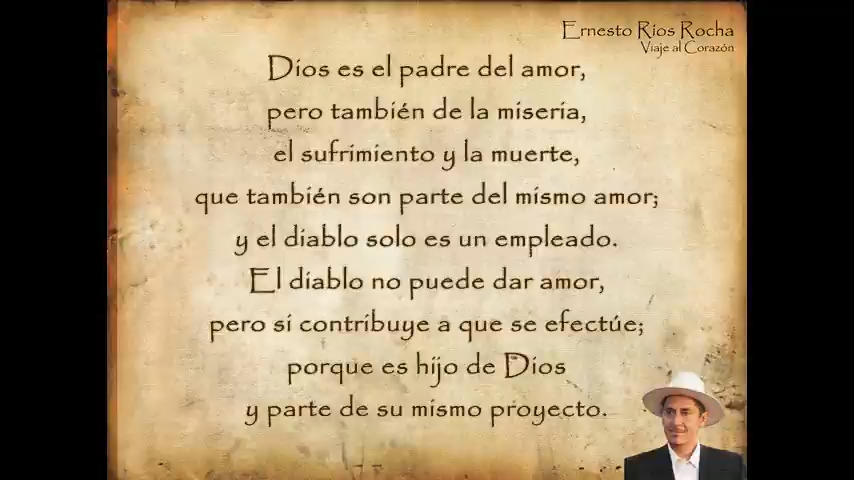 Ernesto Ríos Rocha
Viaje al Corazón
Dios es el padre del amor,
pero también de la miseria,
el sufrimiento y la muerte,
que también son parte del mismo amor;
y el diablo solo es un empleado.
El diablo no puede dar amor,
pero sí contribuye a que se efectúe;
porque es hijo de Dios
y parte de su mismo proyecto.